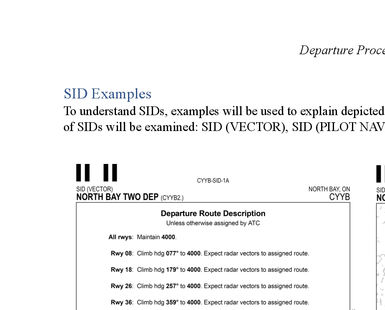 Departure Proce
SID Examples
To understand SIDs, examples will be used to explain depicted
of SIDs will be examined: SID (VECTOR), SID (PILOT NAV
CYYB-SID-1A
SID (VECTOR)
NORTH BAY, ON
SID
NORTH BAY TWO DEP (CYYB2.)
CYYB
NO
Departure Route Description
Unless otherwise assigned by ATC
All rwys: Maintain 4000.
Rwy 08: Climb hdg 077° to 4000. Expect radar vectors to assigned route.
Rwy 18: Climb hdg 179° to 4000. Expect radar vectors to assigned route.
Rwy 26: Climb hdg 257° to 4000. Expect radar vectors to assigned route.
Rwy 36: Climb hdg 359° to 4000. Expect radar vectors to assigned route.